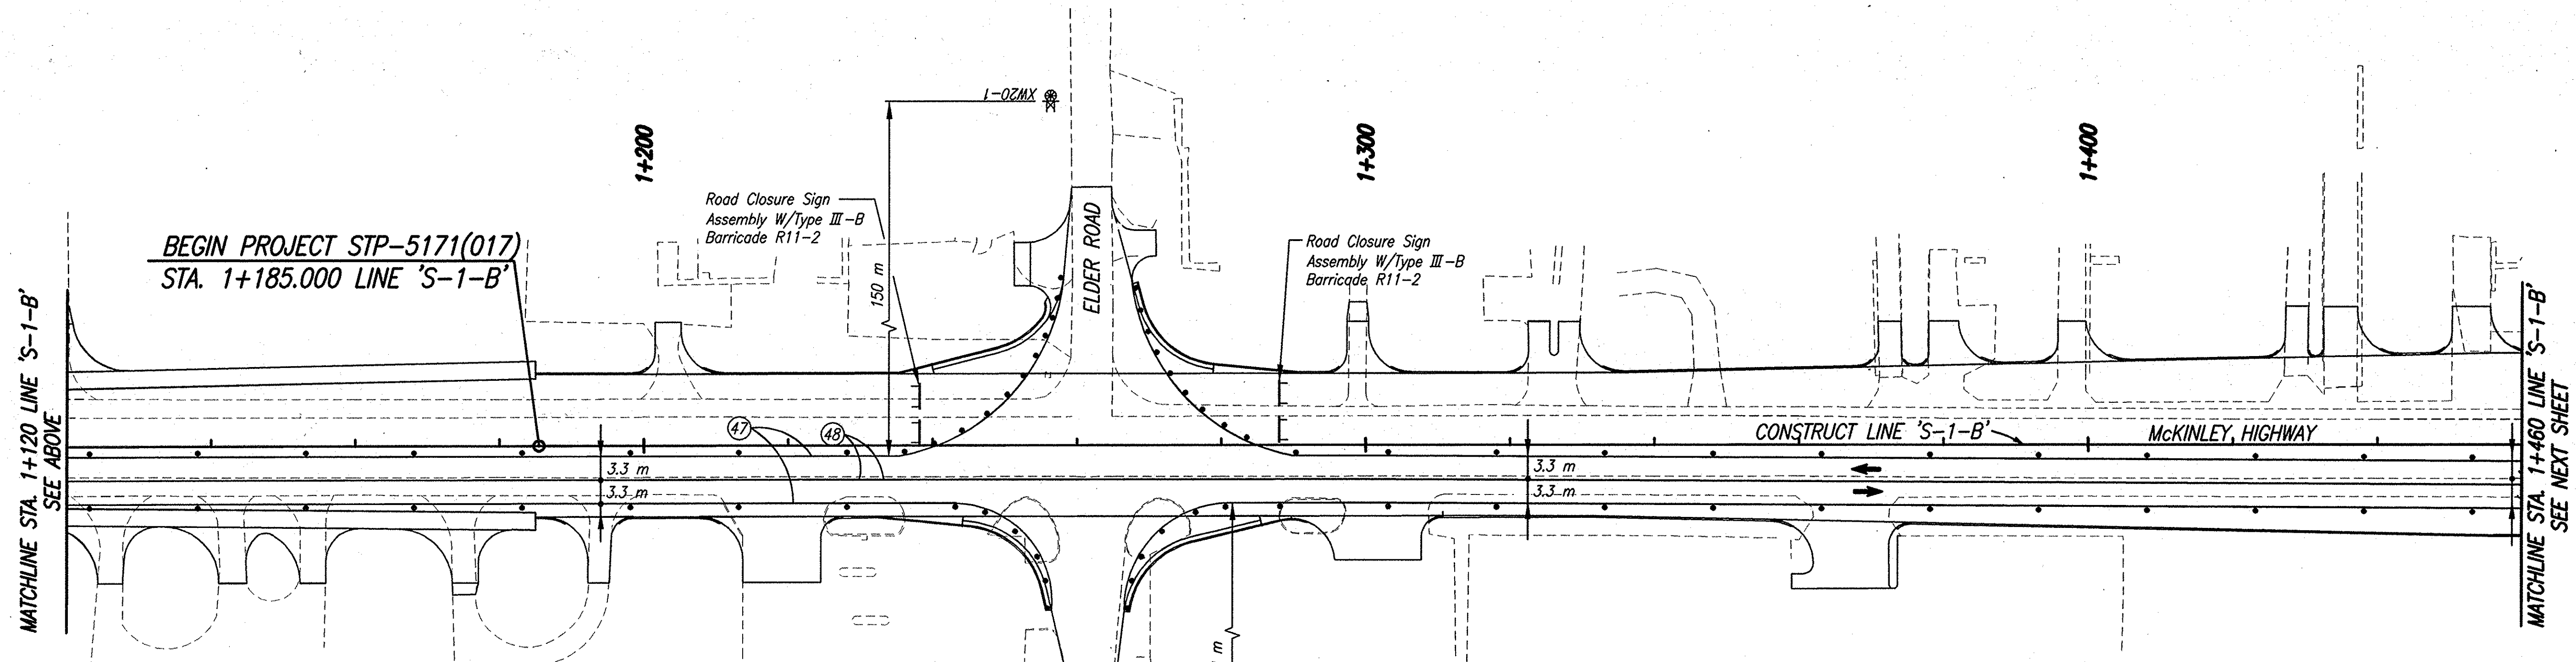 XW20-1
1+200
1+300
1+400
Road Closure Sign
Assembly W/Type III-B
Barricade R11-2
150 m
ELDER ROAD
Road Closure Sign
Assembly W/Type III-B
Barricade R11-2
BEGIN PROJECT STP-5171(017)
STA. 1+185.000 LINE 'S-1-B'
MATCHLINE STA. 1+120 LINE 'S-1-B'
SEE ABOVE
47
48
CONSTRUCT LINE 'S-1-B'
McKINLEY HIGHWAY
3.3 m
3.3 m
3.3 m
3.3 m
m
MATCHLINE STA. 1+460 LINE 'S-1-B'
SEE NEXT SHEET